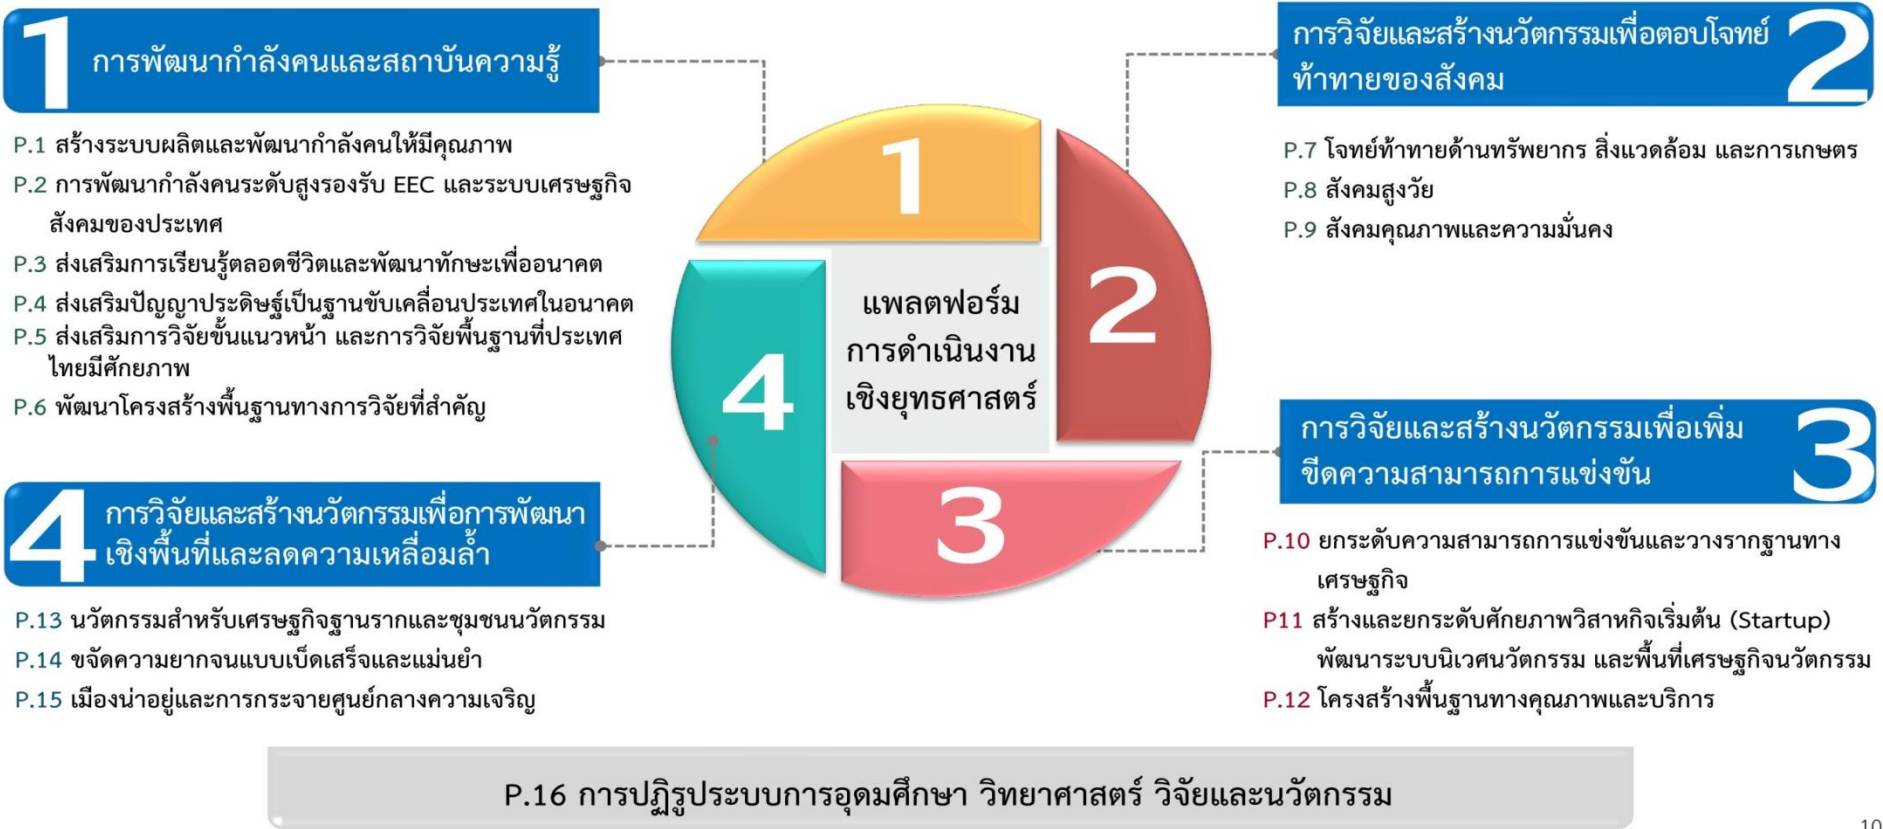 1
การพัฒนากำลังคนและสถาบันความรู้
P.1 สร้างระบบผลิตและพัฒนากำลังคนให้มีคุณภาพ
P.2 การพัฒนากำลังคนระดับสูงรองรับ EEC และระบบเศรษฐกิจ
สังคมของประเทศ
P.3 ส่งเสริมการเรียนรู้ตลอดชีวิตและพัฒนาทักษะเพื่ออนาคต
P.4 ส่งเสริมปัญญาประดิษฐ์เป็นฐานขับเคลื่อนประเทศในอนาคต
P.5 ส่งเสริมการวิจัยขั้นแนวหน้า และการวิจัยพื้นฐานที่ประเทศ
ไทยมีศักยภาพ
P.6 พัฒนาโครงสร้างพื้นฐานทางการวิจัยที่สำคัญ
1
2
3
4
แพลตฟอร์ม
การดำเนินงาน
เชิงยุทธศาสตร์
การวิจัยและสร้างนวัตกรรมเพื่อตอบโจทย์
ท้าทายของสังคม
2
P.7 โจทย์ท้าทายด้านทรัพยากร สิ่งแวดล้อม และการเกษตร
P.8 สังคมสูงวัย
P.9 สังคมคุณภาพและความมั่นคง
การวิจัยและสร้างนวัตกรรมเพื่อเพิ่ม
ขีดความสามารถการแข่งขัน
3
P.10 ยกระดับความสามารถการแข่งขันและวางรากฐานทาง
เศรษฐกิจ
P11 สร้างและยกระดับศักยภาพวิสาหกิจเริ่มต้น (Startup)
พัฒนาระบบนิเวศนวัตกรรม และพื้นที่เศรษฐกิจนวัตกรรม
P.12 โครงสร้างพื้นฐานทางคุณภาพและบริการ
4
การวิจัยและสร้างนวัตกรรมเพื่อการพัฒนา
เชิงพื้นที่และลดความเหลื่อมล้ำ
P.13 นวัตกรรมสำหรับเศรษฐกิจฐานรากและชุมชนนวัตกรรม
P.14 ขจัดความยากจนแบบเบ็ดเสร็จและแม่นยำ
P.15 เมืองน่าอยู่และการกระจายศูนย์กลางความเจริญ
P.16 การปฏิรูประบบการอุดมศึกษา วิทยาศาสตร์ วิจัยและนวัตกรรม
10